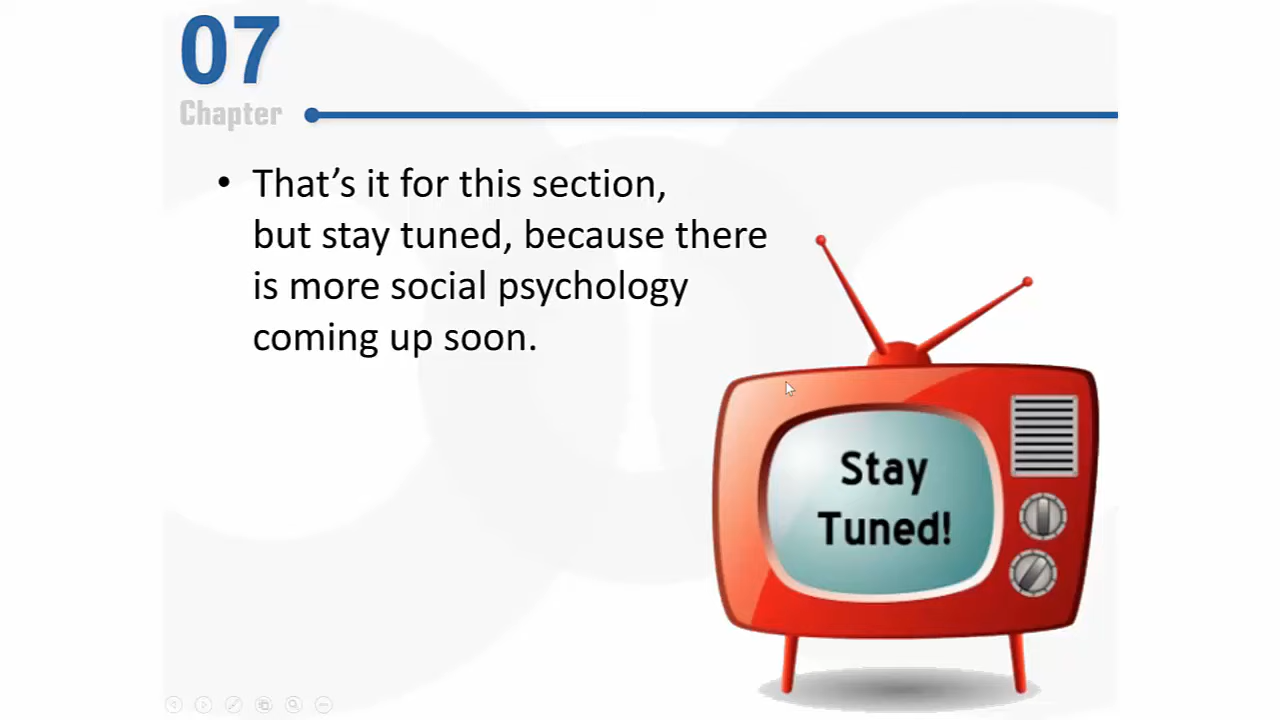 07
Chapter
• That’s it for this section,
but stay tuned, because there
is more social psychology
coming up soon.
Stay
Tuned!